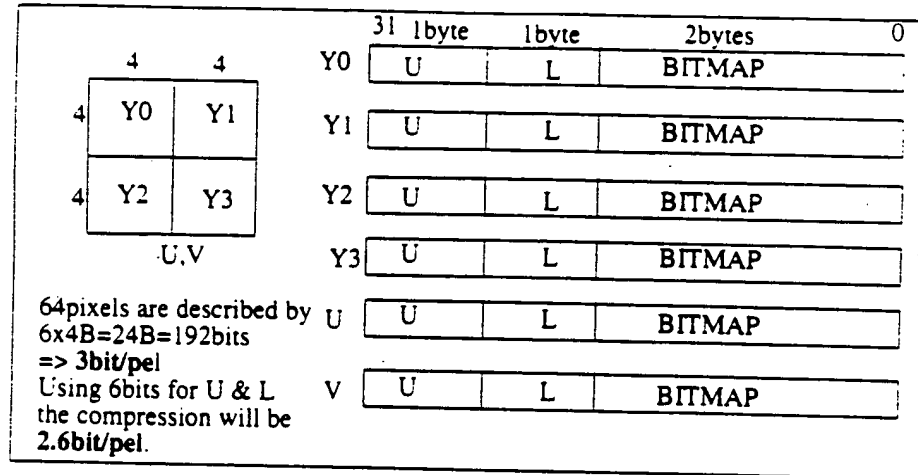 31 1byte 1byte 2bytes 0
4 4
Y0 U L BITMAP
4 Y0 Y1
Y1 U L BITMAP
4 Y2 Y3
Y2 U L BITMAP
U,V
Y3 U L BITMAP
64pixels are described by
6x4B=24B=192bits
=> 3bit/pel
Using 6bits for U & L
the compression will be
2.6bit/pel.
U U L BITMAP
V U L BITMAP